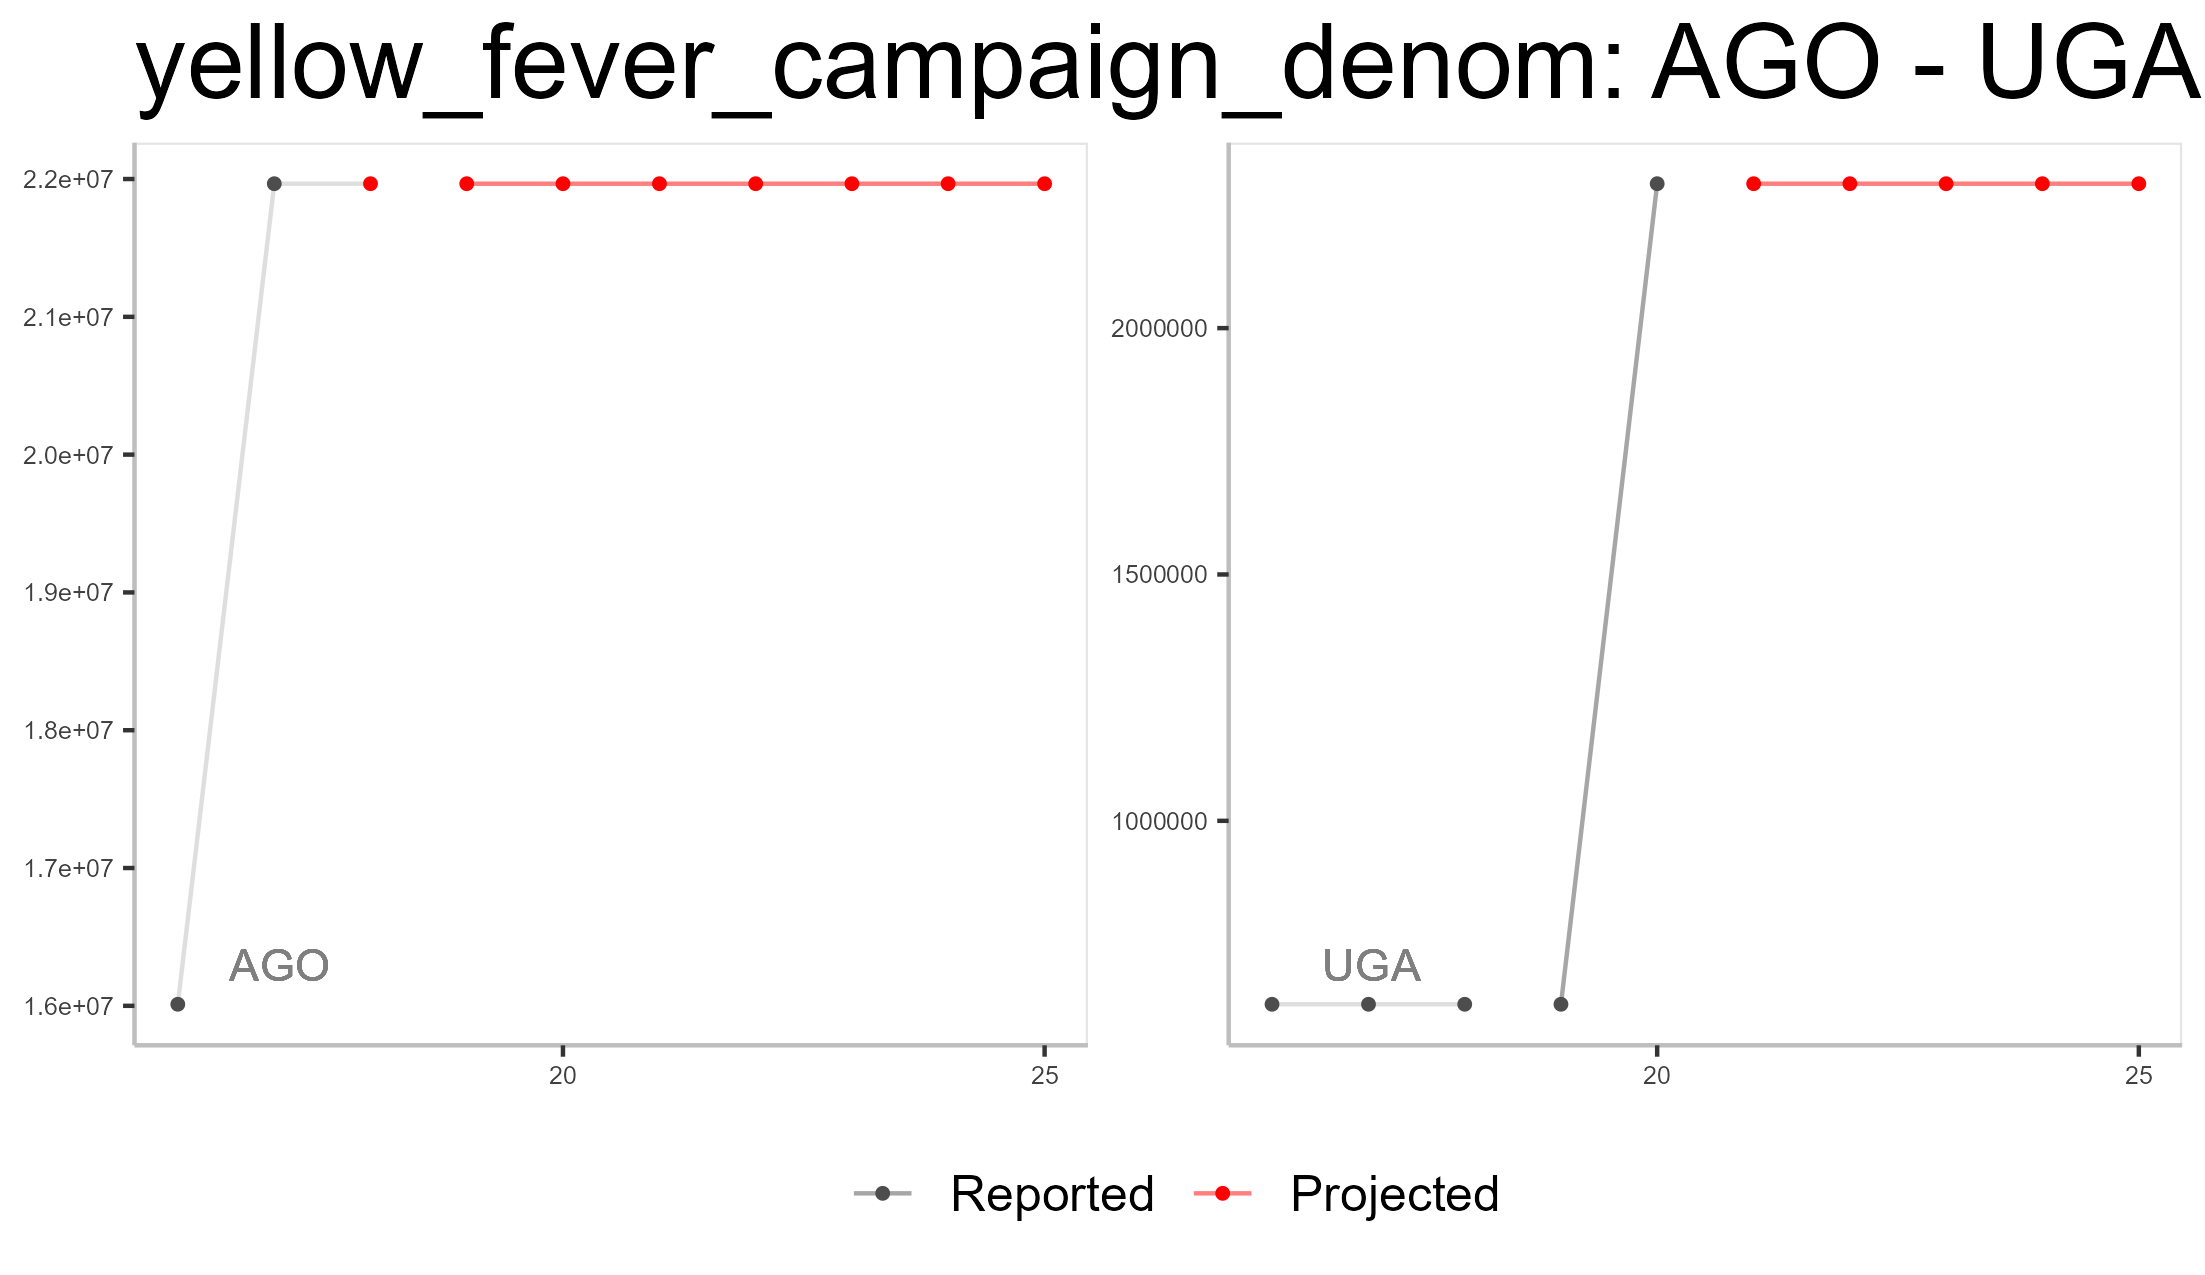 yellow_fever_campaign_denom: AGO - UGA
2.2e+07
2.1e+07
2.0e+07
1.9e+07
1.8e+07
1.7e+07
1.6e+07
AGO
20
25
2000000
1500000
1000000
UGA
20
25
Reported
Projected